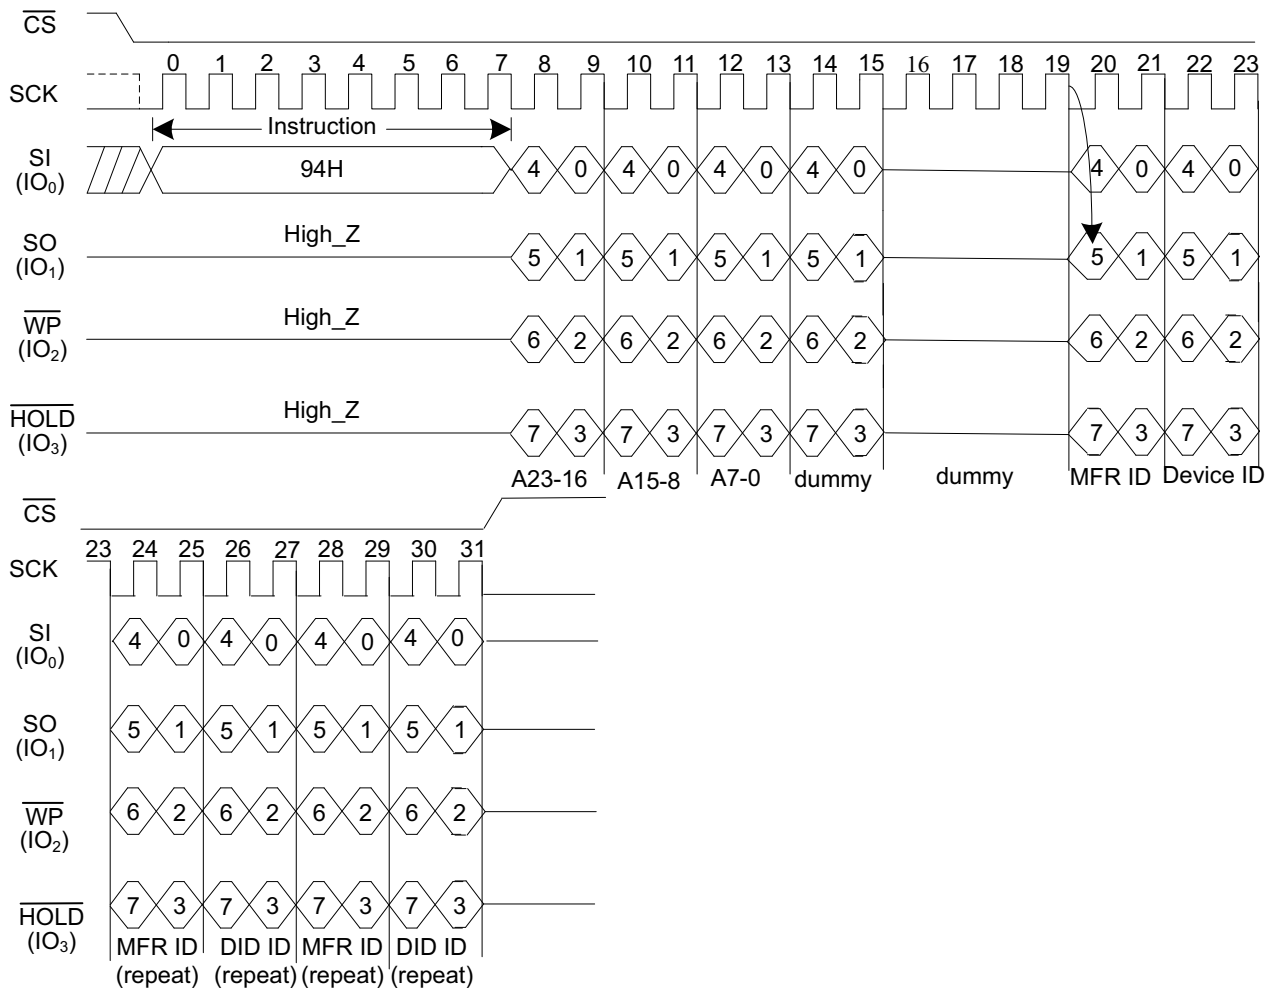 CS
0 1 2 3 4 5 6 7 8 9 10 11 12 13 14 15 16 17 18 19 20 21 22 23
SCK
Instruction
SI
(IO0)
94H
4 0 4 0 4 0 4 0 4 0 4 0
SO
(IO1)
High_Z
5 1 5 1 5 1 5 1 5 1 5 1
WP
(IO2)
High_Z
6 2 6 2 6 2 6 2 6 2 6 2
HOLD
(IO3)
High_Z
7 3 7 3 7 3 7 3 7 3 7 3
A23-16 A15-8 A7-0 dummy dummy MFR ID Device ID
CS
23 24 25 26 27 28 29 30 31
SCK
SI
(IO0)
4 0 4 0 4 0 4 0
SO
(IO1)
5 1 5 1 5 1 5 1
WP
(IO2)
6 2 6 2 6 2 6 2
HOLD
(IO3)
7 3 7 3 7 3 7 3
MFR ID DID ID MFR ID DID ID
(repeat) (repeat) (repeat) (repeat)